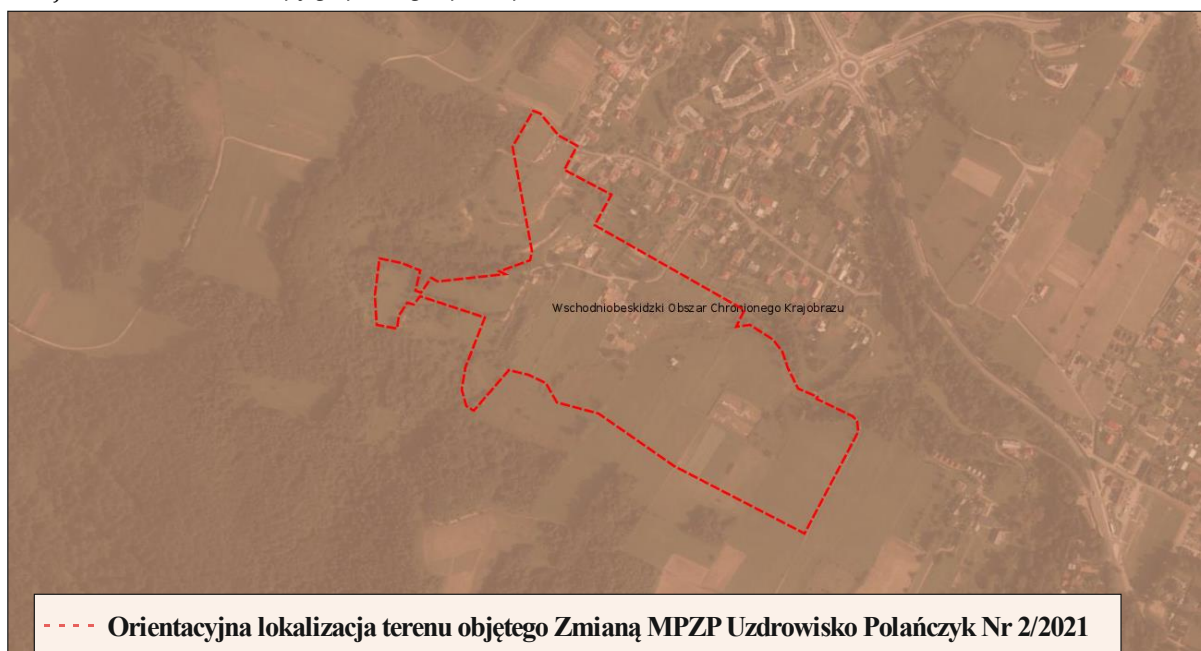 Wschodniobeskidzki Obszar Chronionego Krajobrazu
Orientacyjna lokalizacja terenu objętego Zmianą MPZP Uzdrowisko Polańczyk Nr 2/2021